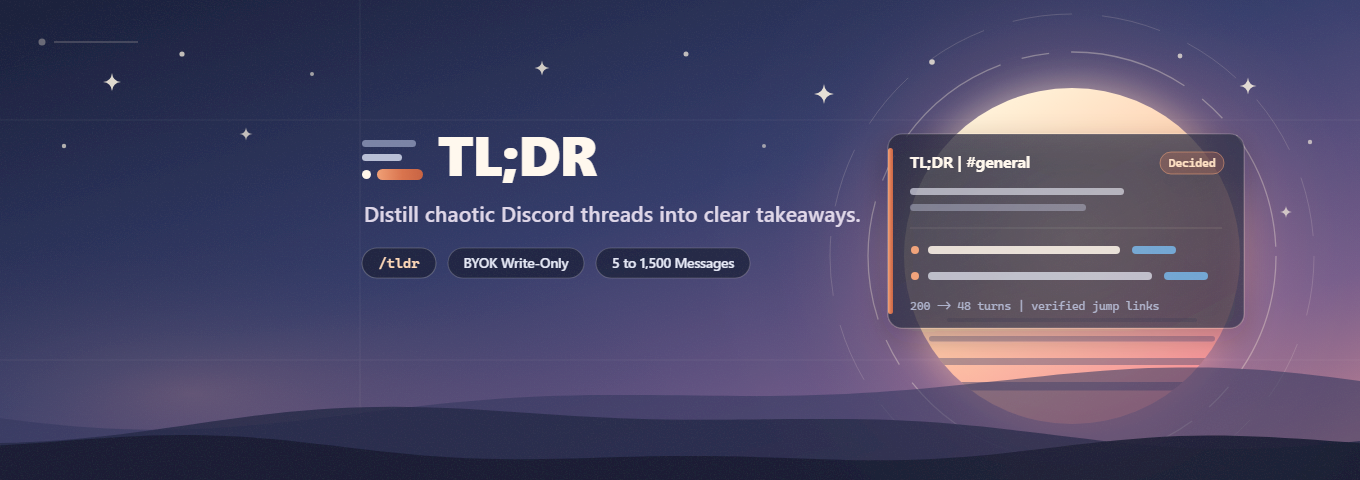 TL;DR
Distill chaotic Discord threads into clear takeaways.
/tldr
BYOK Write-Only
5 to 1,500 Messages
TL;DR | #general
Decided
200 → 48 turns | verified jump links